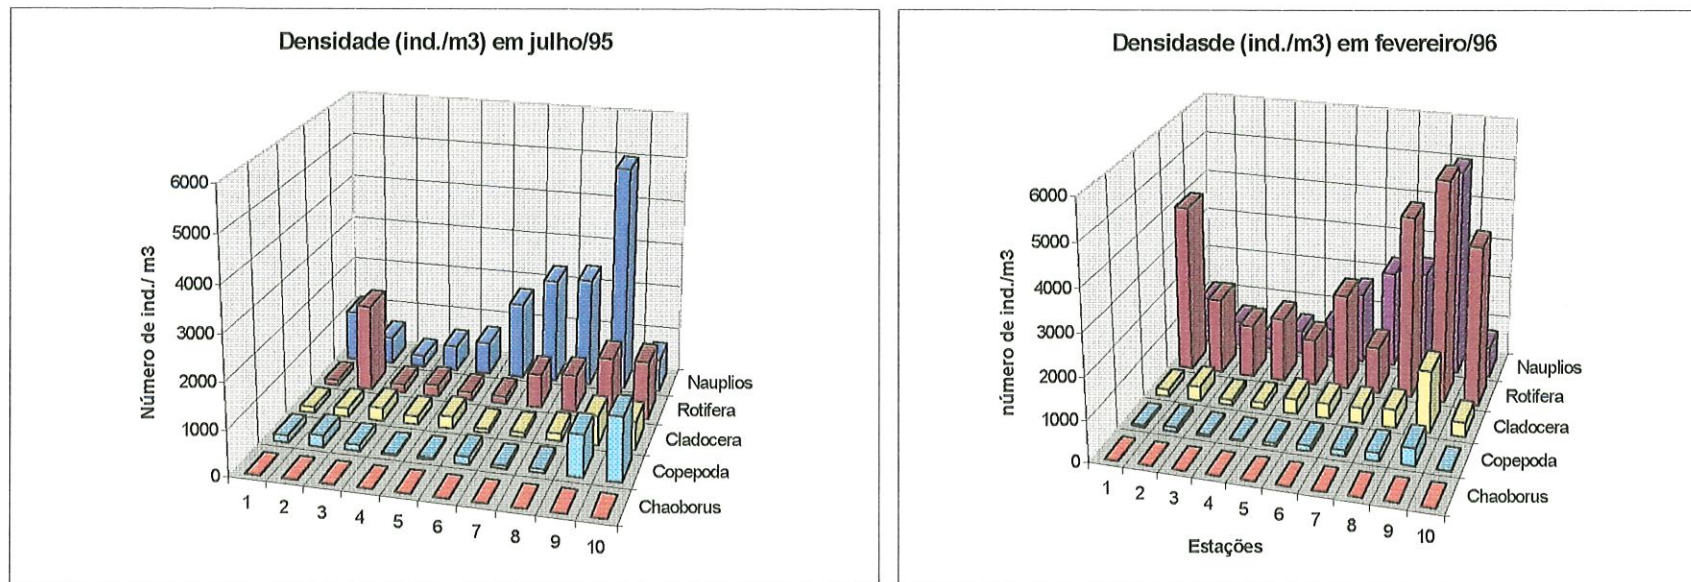 Densidade (ind./m3) em julho/95
Número de ind./ m3
6000
5000
4000
3000
2000
1000
0
1 2 3 4 5 6 7 8 9 10
Nauplios
Rotifera
Cladocera
Copepoda
Chaoborus
Densidasde (ind./m3) em fevereiro/96
número de ind./m3
6000
5000
4000
3000
2000
1000
0
1 2 3 4 5 6 7 8 9 10
Estações
Nauplios
Rotifera
Cladocera
Copepoda
Chaoborus